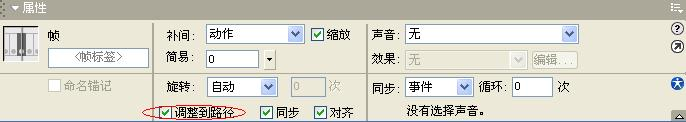 属性
帧
<帧标签>
命名锚记
补间: 动作 缩放
简易: 0
旋转: 自动 0 次
调整到路径 同步 对齐
声音: 无
效果: 无 编辑...
同步: 事件 循环: 0 次
没有选择声音。